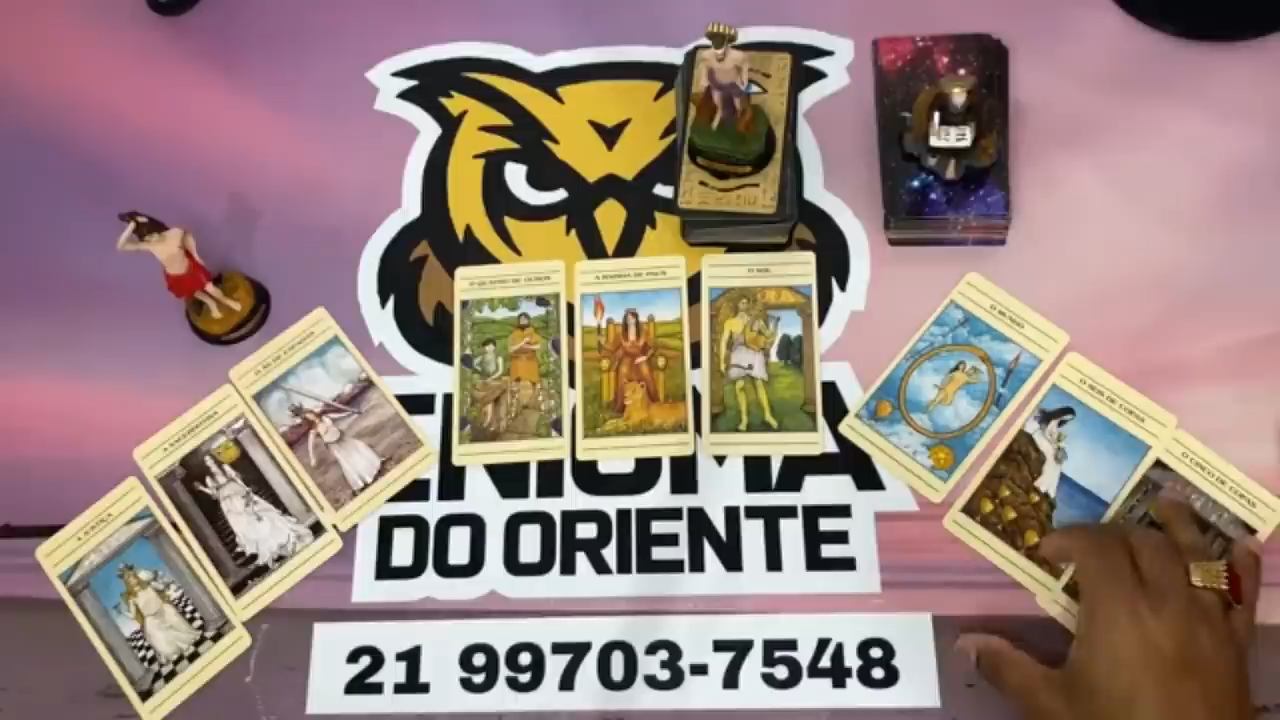 O QUATRO DE OUROS
A RAINHA DE PAUS
O SOL
O MUNDO
O ÁS DE ESPADAS
A SACERDOTISA
O SEIS DE COPAS
O CINCO DE COPAS
A JUSTIÇA
ENIGMA
DO ORIENTE
21 99703-7548